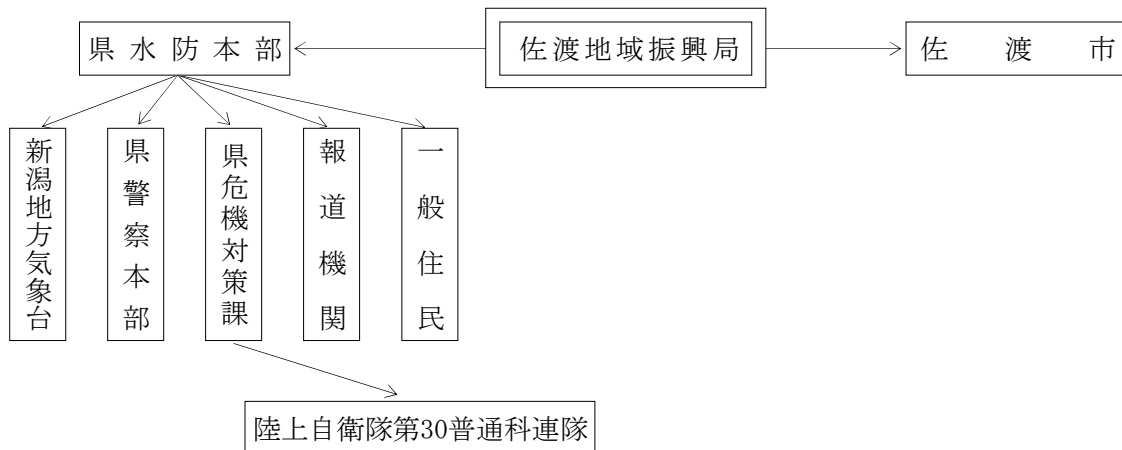 県水防本部
佐渡地域振興局
佐渡市
新潟地方気象台
県警察本部
県危機対策課
報道機関
一般住民
陸上自衛隊第30普通科連隊